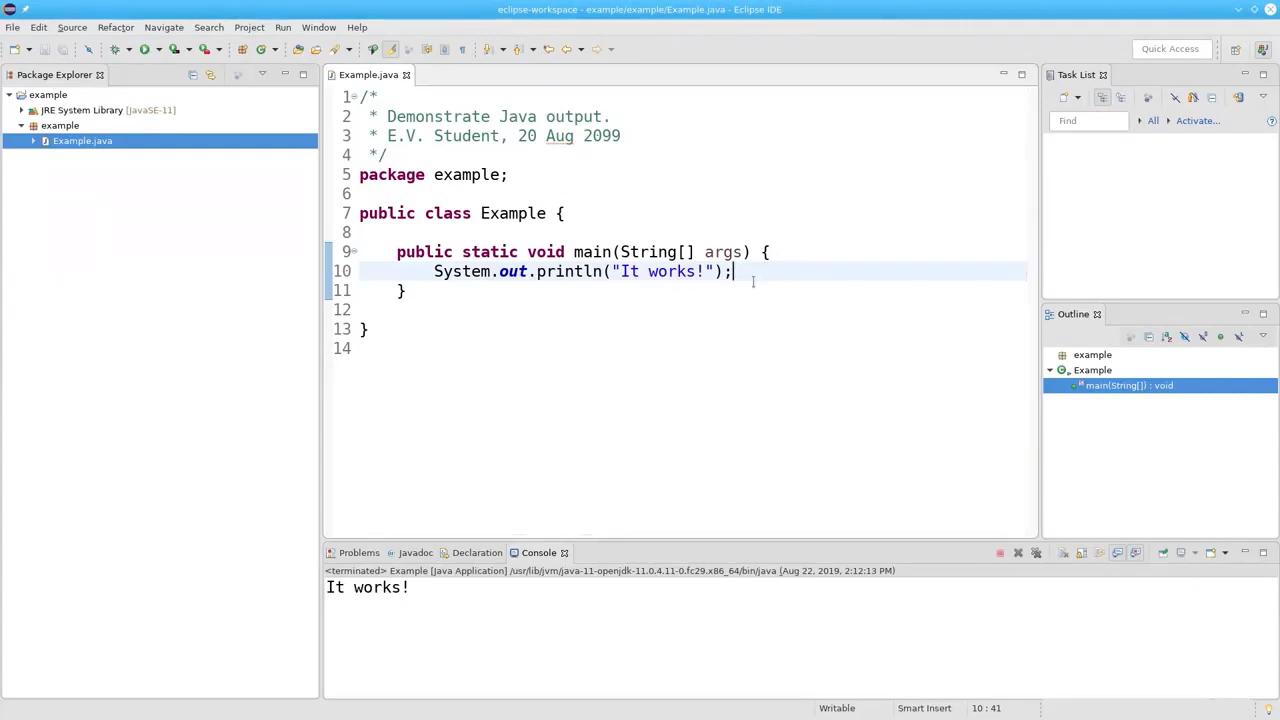 eclipse-workspace - example/example/Example.java - Eclipse IDE
File Edit Source Refactor Navigate Search Project Run Window Help
Quick Access
Package Explorer
example
JRE System Library [JavaSE-11]
example
Example.java
Example.java
1 /*
2  * Demonstrate Java output.
3  * E.V. Student, 20 Aug 2099
4  */
5 package example;
6
7 public class Example {
8
9     public static void main(String[] args) {
10         System.out.println("It works!");
11     }
12
13 }
14
Task List
Find All Activate...
Outline
example
Example
main(String[]) : void
Problems Javadoc Declaration Console
<terminated> Example [Java Application] /usr/lib/jvm/java-11-openjdk-11.0.4.11-0.fc29.x86_64/bin/java (Aug 22, 2019, 2:12:13 PM)
It works!
Writable Smart Insert 10 : 41